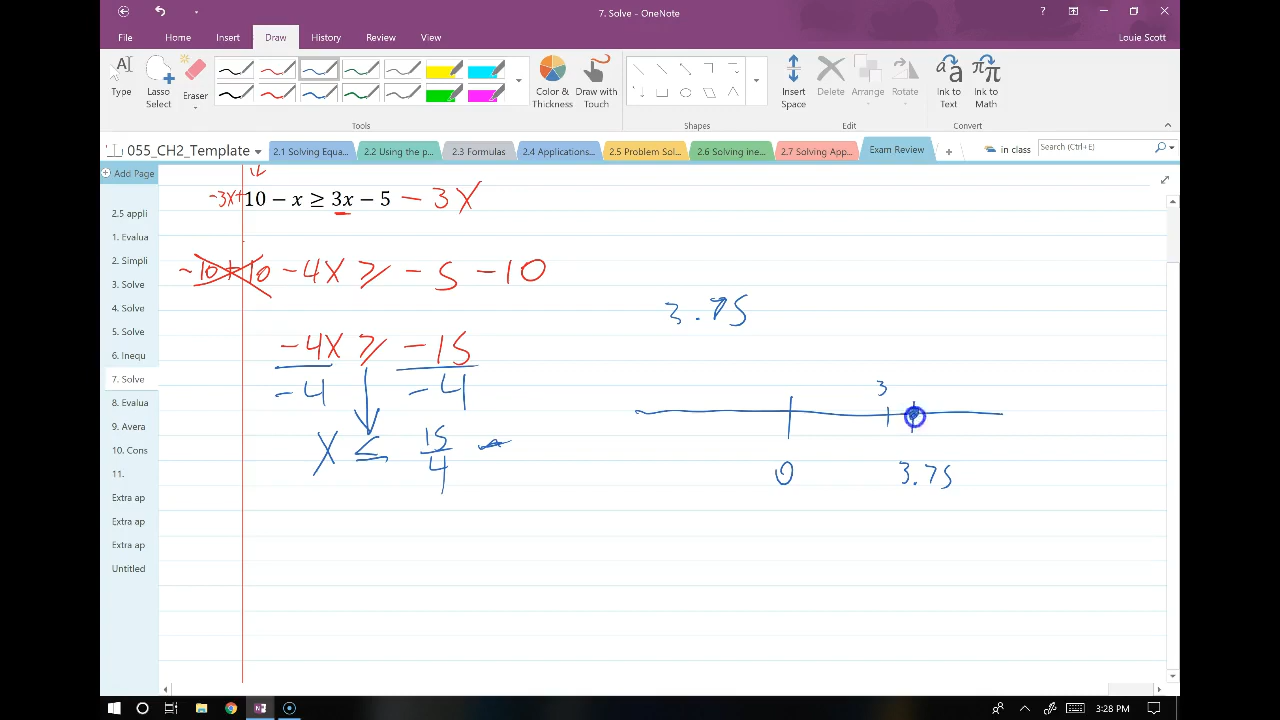 7. Solve - OneNote
?
Louie Scott
File Home Insert Draw History Review View
Type
Lasso Select
Eraser
Color & Thickness
Draw with Touch
Insert Space
Delete
Arrange
Rotate
Ink to Text
Ink to Math
Tools Shapes Edit Convert
055_CH2_Template
2.1 Solving Equa...
2.2 Using the p...
2.3 Formulas
2.4 Applications...
2.5 Problem Sol...
2.6 Solving ine...
2.7 Solving App...
Exam Review
+
in class
Search (Ctrl+E)
Add Page
2.5 appli
1. Evalua
2. Simpli
3. Solve
4. Solve
5. Solve
6. Inequ
7. Solve
8. Evalua
9. Avera
10. Cons
11.
Extra ap
Extra ap
Extra ap
Untitled
-3x+10 − x ≥ 3x − 5 - 3X
-10+10 -4X ≥ -5 -10
-4X ≥ -15
-4 -4
X ≤ 15/4
3.75
3
0 3.75
3:28 PM